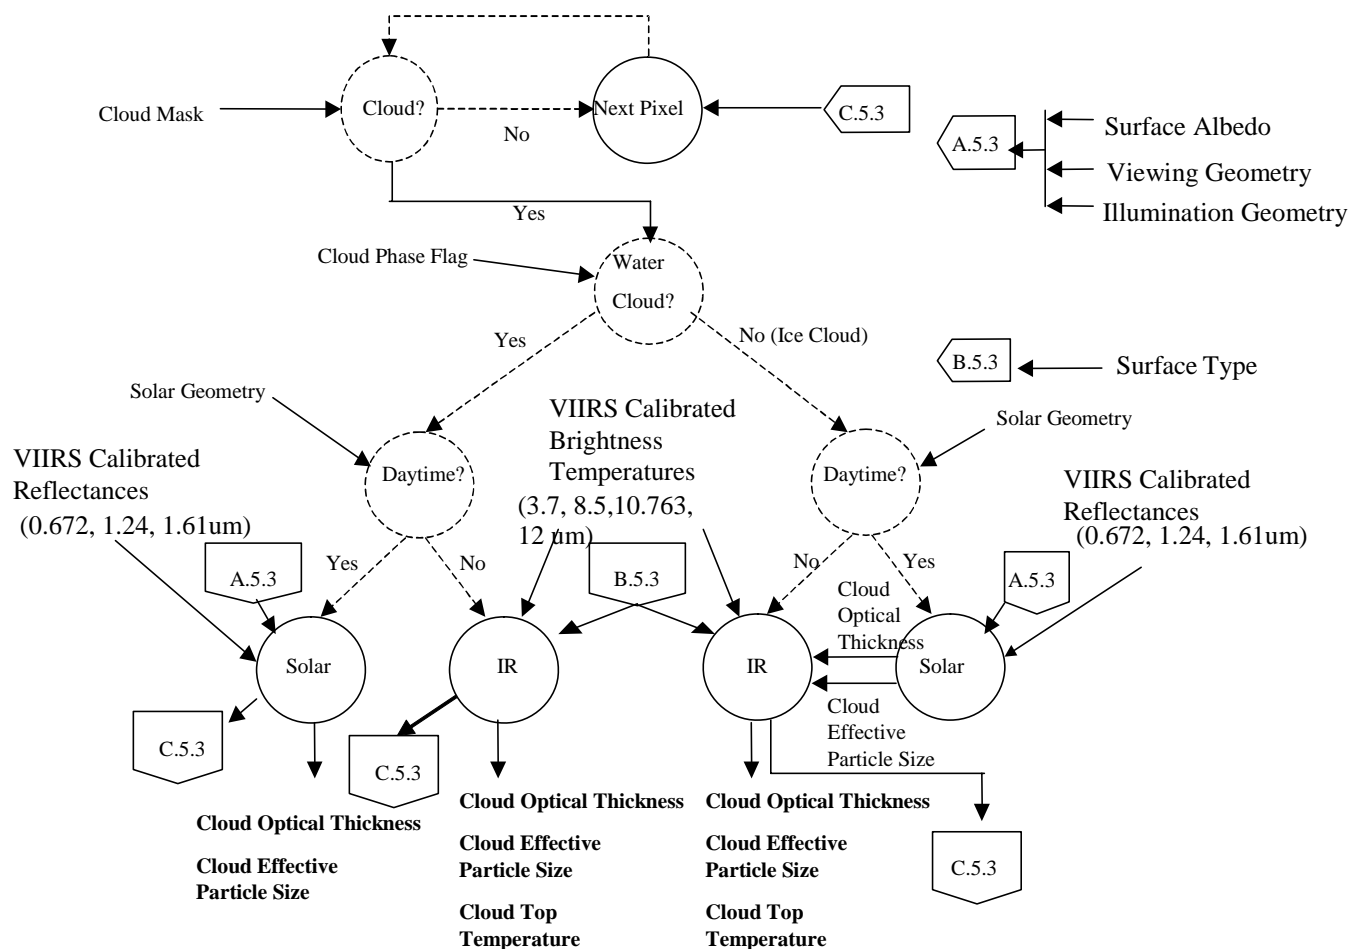 Cloud Mask
Cloud?
No
Next Pixel
C.5.3
A.5.3
Surface Albedo
Viewing Geometry
Illumination Geometry
Yes
Cloud Phase Flag
Water
Cloud?
Yes
No (Ice Cloud)
B.5.3
Surface Type
Solar Geometry
VIIRS Calibrated
Brightness
Temperatures
(3.7, 8.5,10.763,
12 um)
Solar Geometry
VIIRS Calibrated
Reflectances
(0.672, 1.24, 1.61um)
Daytime?
Daytime?
VIIRS Calibrated
Reflectances
(0.672, 1.24, 1.61um)
A.5.3
Yes
No
B.5.3
No
Yes
A.5.3
Cloud
Optical
Thickness
Solar
IR
IR
Solar
Cloud
Effective
Particle Size
C.5.3
C.5.3
Cloud Optical Thickness
Cloud Effective
Particle Size
Cloud Optical Thickness
Cloud Effective
Particle Size
Cloud Top
Temperature
Cloud Optical Thickness
Cloud Effective
Particle Size
Cloud Top
Temperature
C.5.3